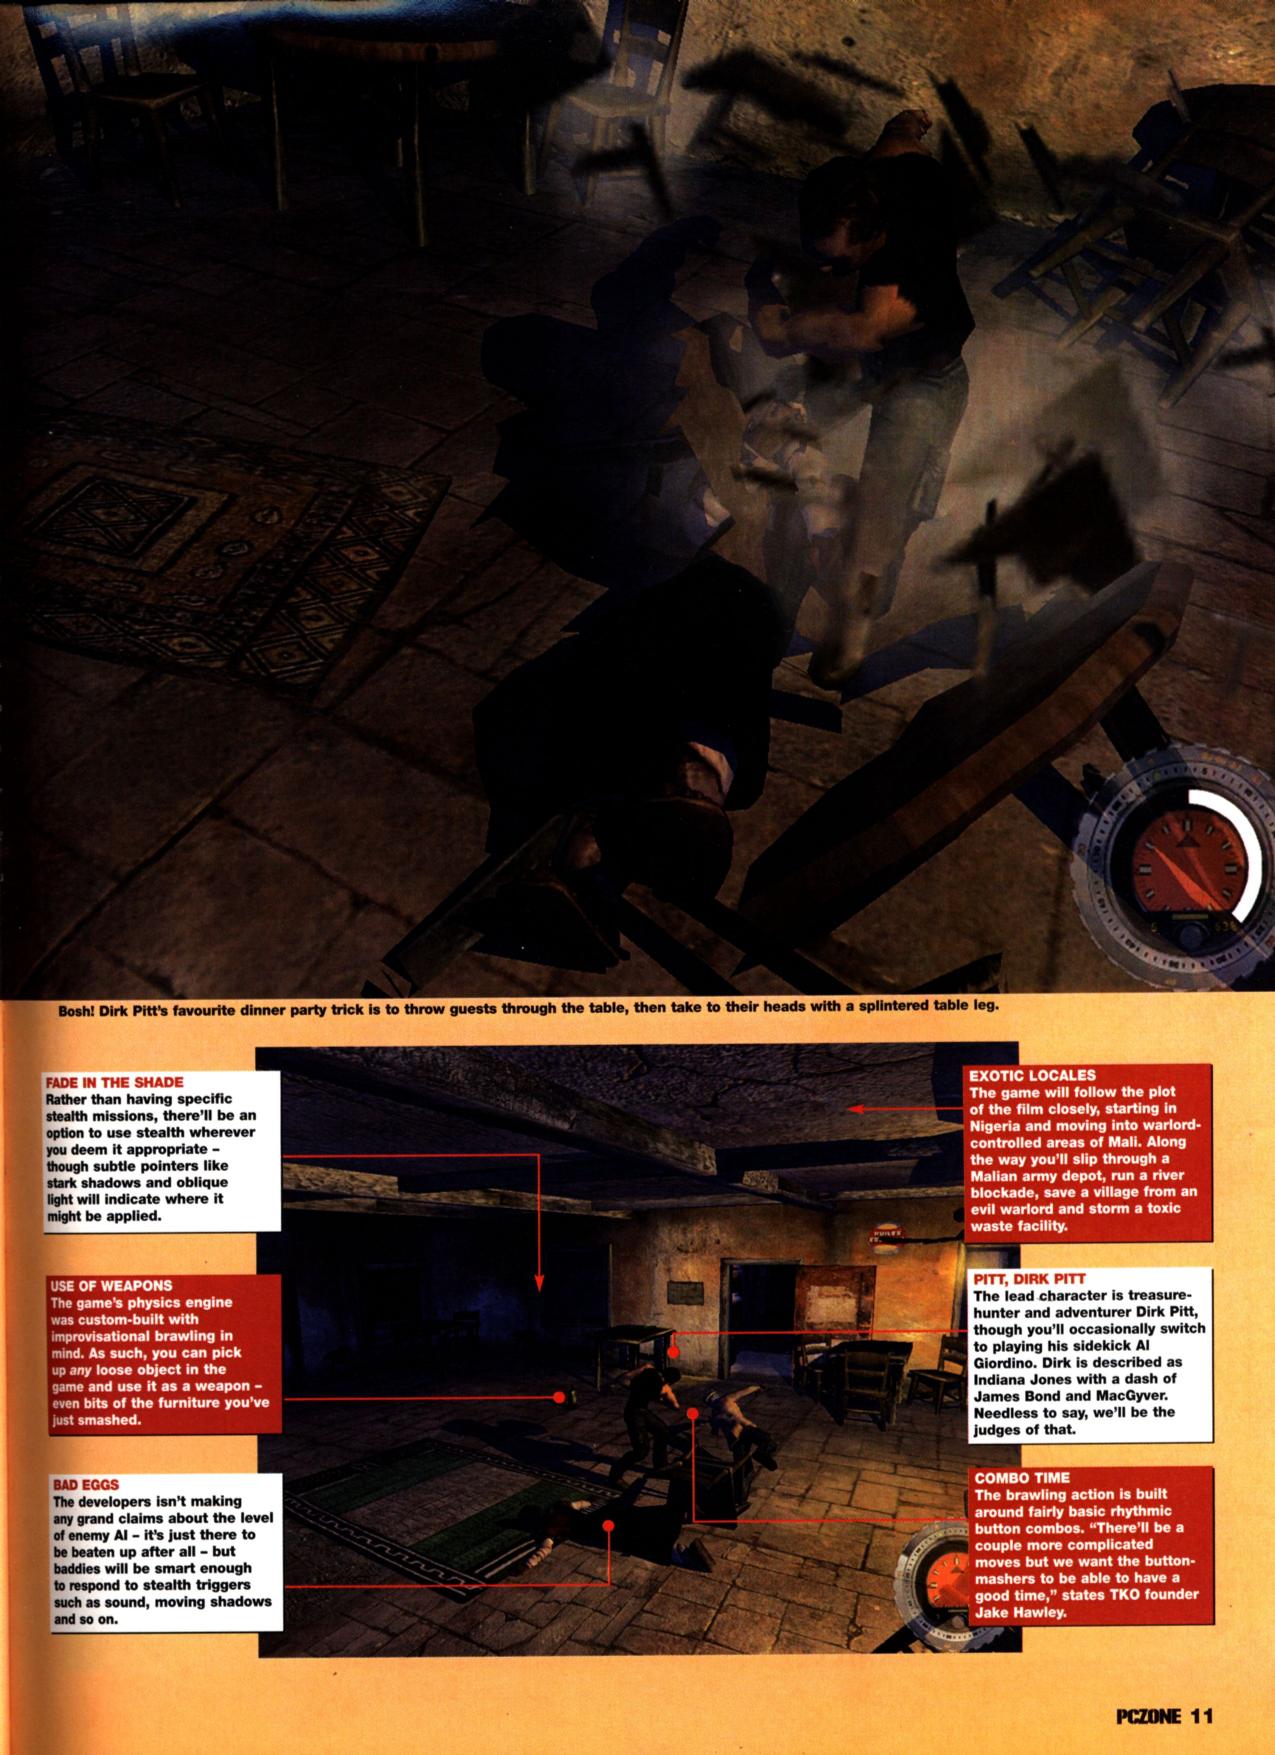 Bosh! Dirk Pitt's favourite dinner party trick is to throw guests through the table, then take to their heads with a splintered table leg.
FADE IN THE SHADE
Rather than having specific
stealth missions, there'll be an
option to use stealth wherever
you deem it appropriate –
though subtle pointers like
stark shadows and oblique
light will indicate where it
might be applied.
USE OF WEAPONS
The game's physics engine
was custom-built with
improvisational brawling in
mind. As such, you can pick
up any loose object in the
game and use it as a weapon –
even bits of the furniture you've
just smashed.
BAD EGGS
The developers isn't making
any grand claims about the level
of enemy AI – it's just there to
be beaten up after all – but
baddies will be smart enough
to respond to stealth triggers
such as sound, moving shadows
and so on.
EXOTIC LOCALES
The game will follow the plot
of the film closely, starting in
Nigeria and moving into warlord-
controlled areas of Mali. Along
the way you'll slip through a
Malian army depot, run a river
blockade, save a village from an
evil warlord and storm a toxic
waste facility.
PITT, DIRK PITT
The lead character is treasure-
hunter and adventurer Dirk Pitt,
though you'll occasionally switch
to playing his sidekick Al
Giordino. Dirk is described as
Indiana Jones with a dash of
James Bond and MacGyver.
Needless to say, we'll be the
judges of that.
COMBO TIME
The brawling action is built
around fairly basic rhythmic
button combos. “There'll be a
couple more complicated
moves but we want the button-
mashers to be able to have a
good time,” states TKO founder
Jake Hawley.
PCZONE 11